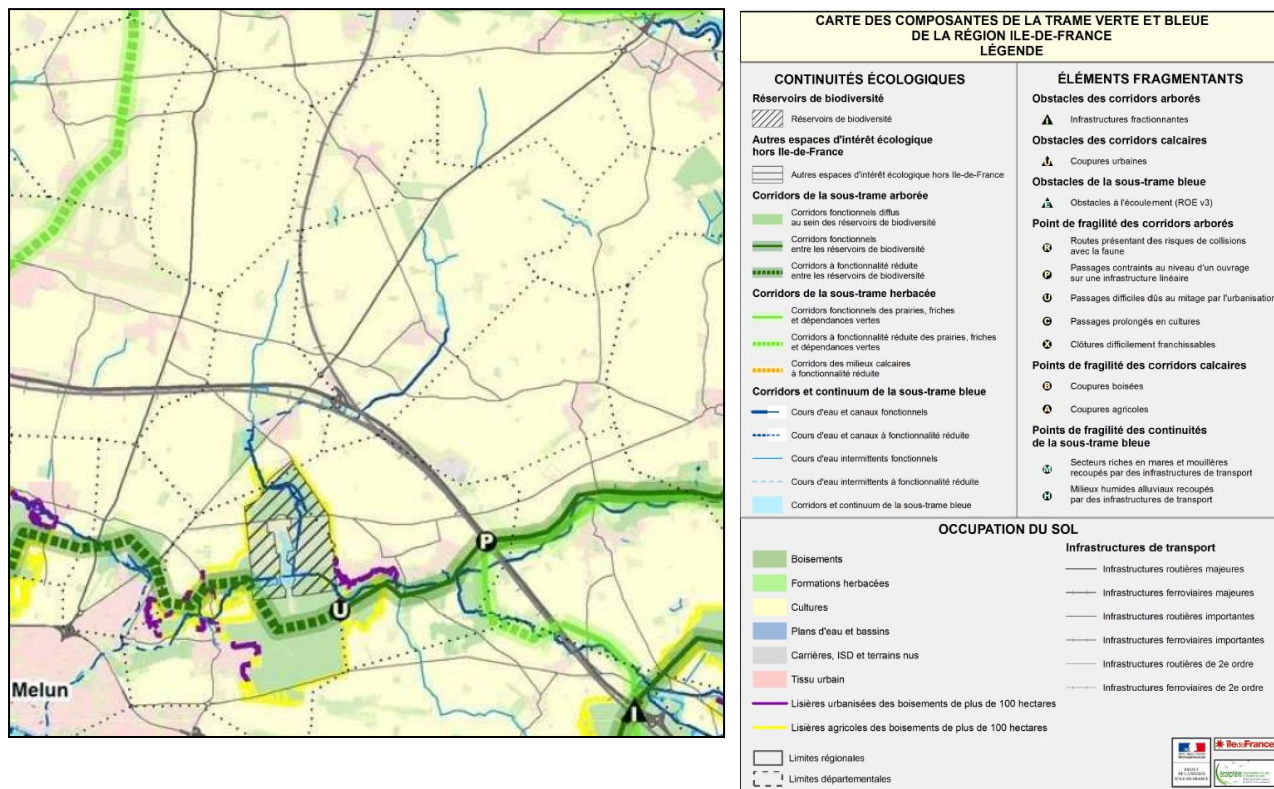 Melun
P
U
I
CARTE DES COMPOSANTES DE LA TRAME VERTE ET BLEUE
DE LA RÉGION ILE-DE-FRANCE
LÉGENDE
CONTINUITÉS ÉCOLOGIQUES
Réservoirs de biodiversité
Réservoirs de biodiversité
Autres espaces d'intérêt écologique
hors Ile-de-France
Autres espaces d'intérêt écologique hors Ile-de-France
Corridors de la sous-trame arborée
Corridors fonctionnels diffus
au sein des réservoirs de biodiversité
Corridors fonctionnels
entre les réservoirs de biodiversité
Corridors à fonctionnalité réduite
entre les réservoirs de biodiversité
Corridors de la sous-trame herbacée
Corridors fonctionnels des prairies, friches
et dépendances vertes
Corridors à fonctionnalité réduite des prairies, friches
et dépendances vertes
Corridors des milieux calcaires
à fonctionnalité réduite
Corridors et continuum de la sous-trame bleue
Cours d'eau et canaux fonctionnels
Cours d'eau et canaux à fonctionnalité réduite
Cours d'eau intermittents fonctionnels
Cours d'eau intermittents à fonctionnalité réduite
Corridors et continuum de la sous-trame bleue
ÉLÉMENTS FRAGMENTANTS
Obstacles des corridors arborés
I Infrastructures fractionnantes
Obstacles des corridors calcaires
Coupures urbaines
Obstacles de la sous-trame bleue
Obstacles à l'écoulement (ROE v3)
Point de fragilité des corridors arborés
R Routes présentant des risques de collisions
avec la faune
P Passages contraints au niveau d'un ouvrage
sur une infrastructure linéaire
U Passages difficiles dûs au mitage par l'urbanisation
C Passages prolongés en cultures
X Clôtures difficilement franchissables
Points de fragilité des corridors calcaires
B Coupures boisées
A Coupures agricoles
Points de fragilité des continuités
de la sous-trame bleue
M Secteurs riches en mares et mouillères
recoupés par des infrastructures de transport
H Milieux humides alluviaux recoupés
par des infrastructures de transport
OCCUPATION DU SOL
Boisements
Formations herbacées
Cultures
Plans d'eau et bassins
Carrières, ISD et terrains nus
Tissu urbain
Lisières urbanisées des boisements de plus de 100 hectares
Lisières agricoles des boisements de plus de 100 hectares
Limites régionales
Limites départementales
Infrastructures de transport
Infrastructures routières majeures
Infrastructures ferroviaires majeures
Infrastructures routières importantes
Infrastructures ferroviaires importantes
Infrastructures routières de 2e ordre
Infrastructures ferroviaires de 2e ordre
île de France
écosphère